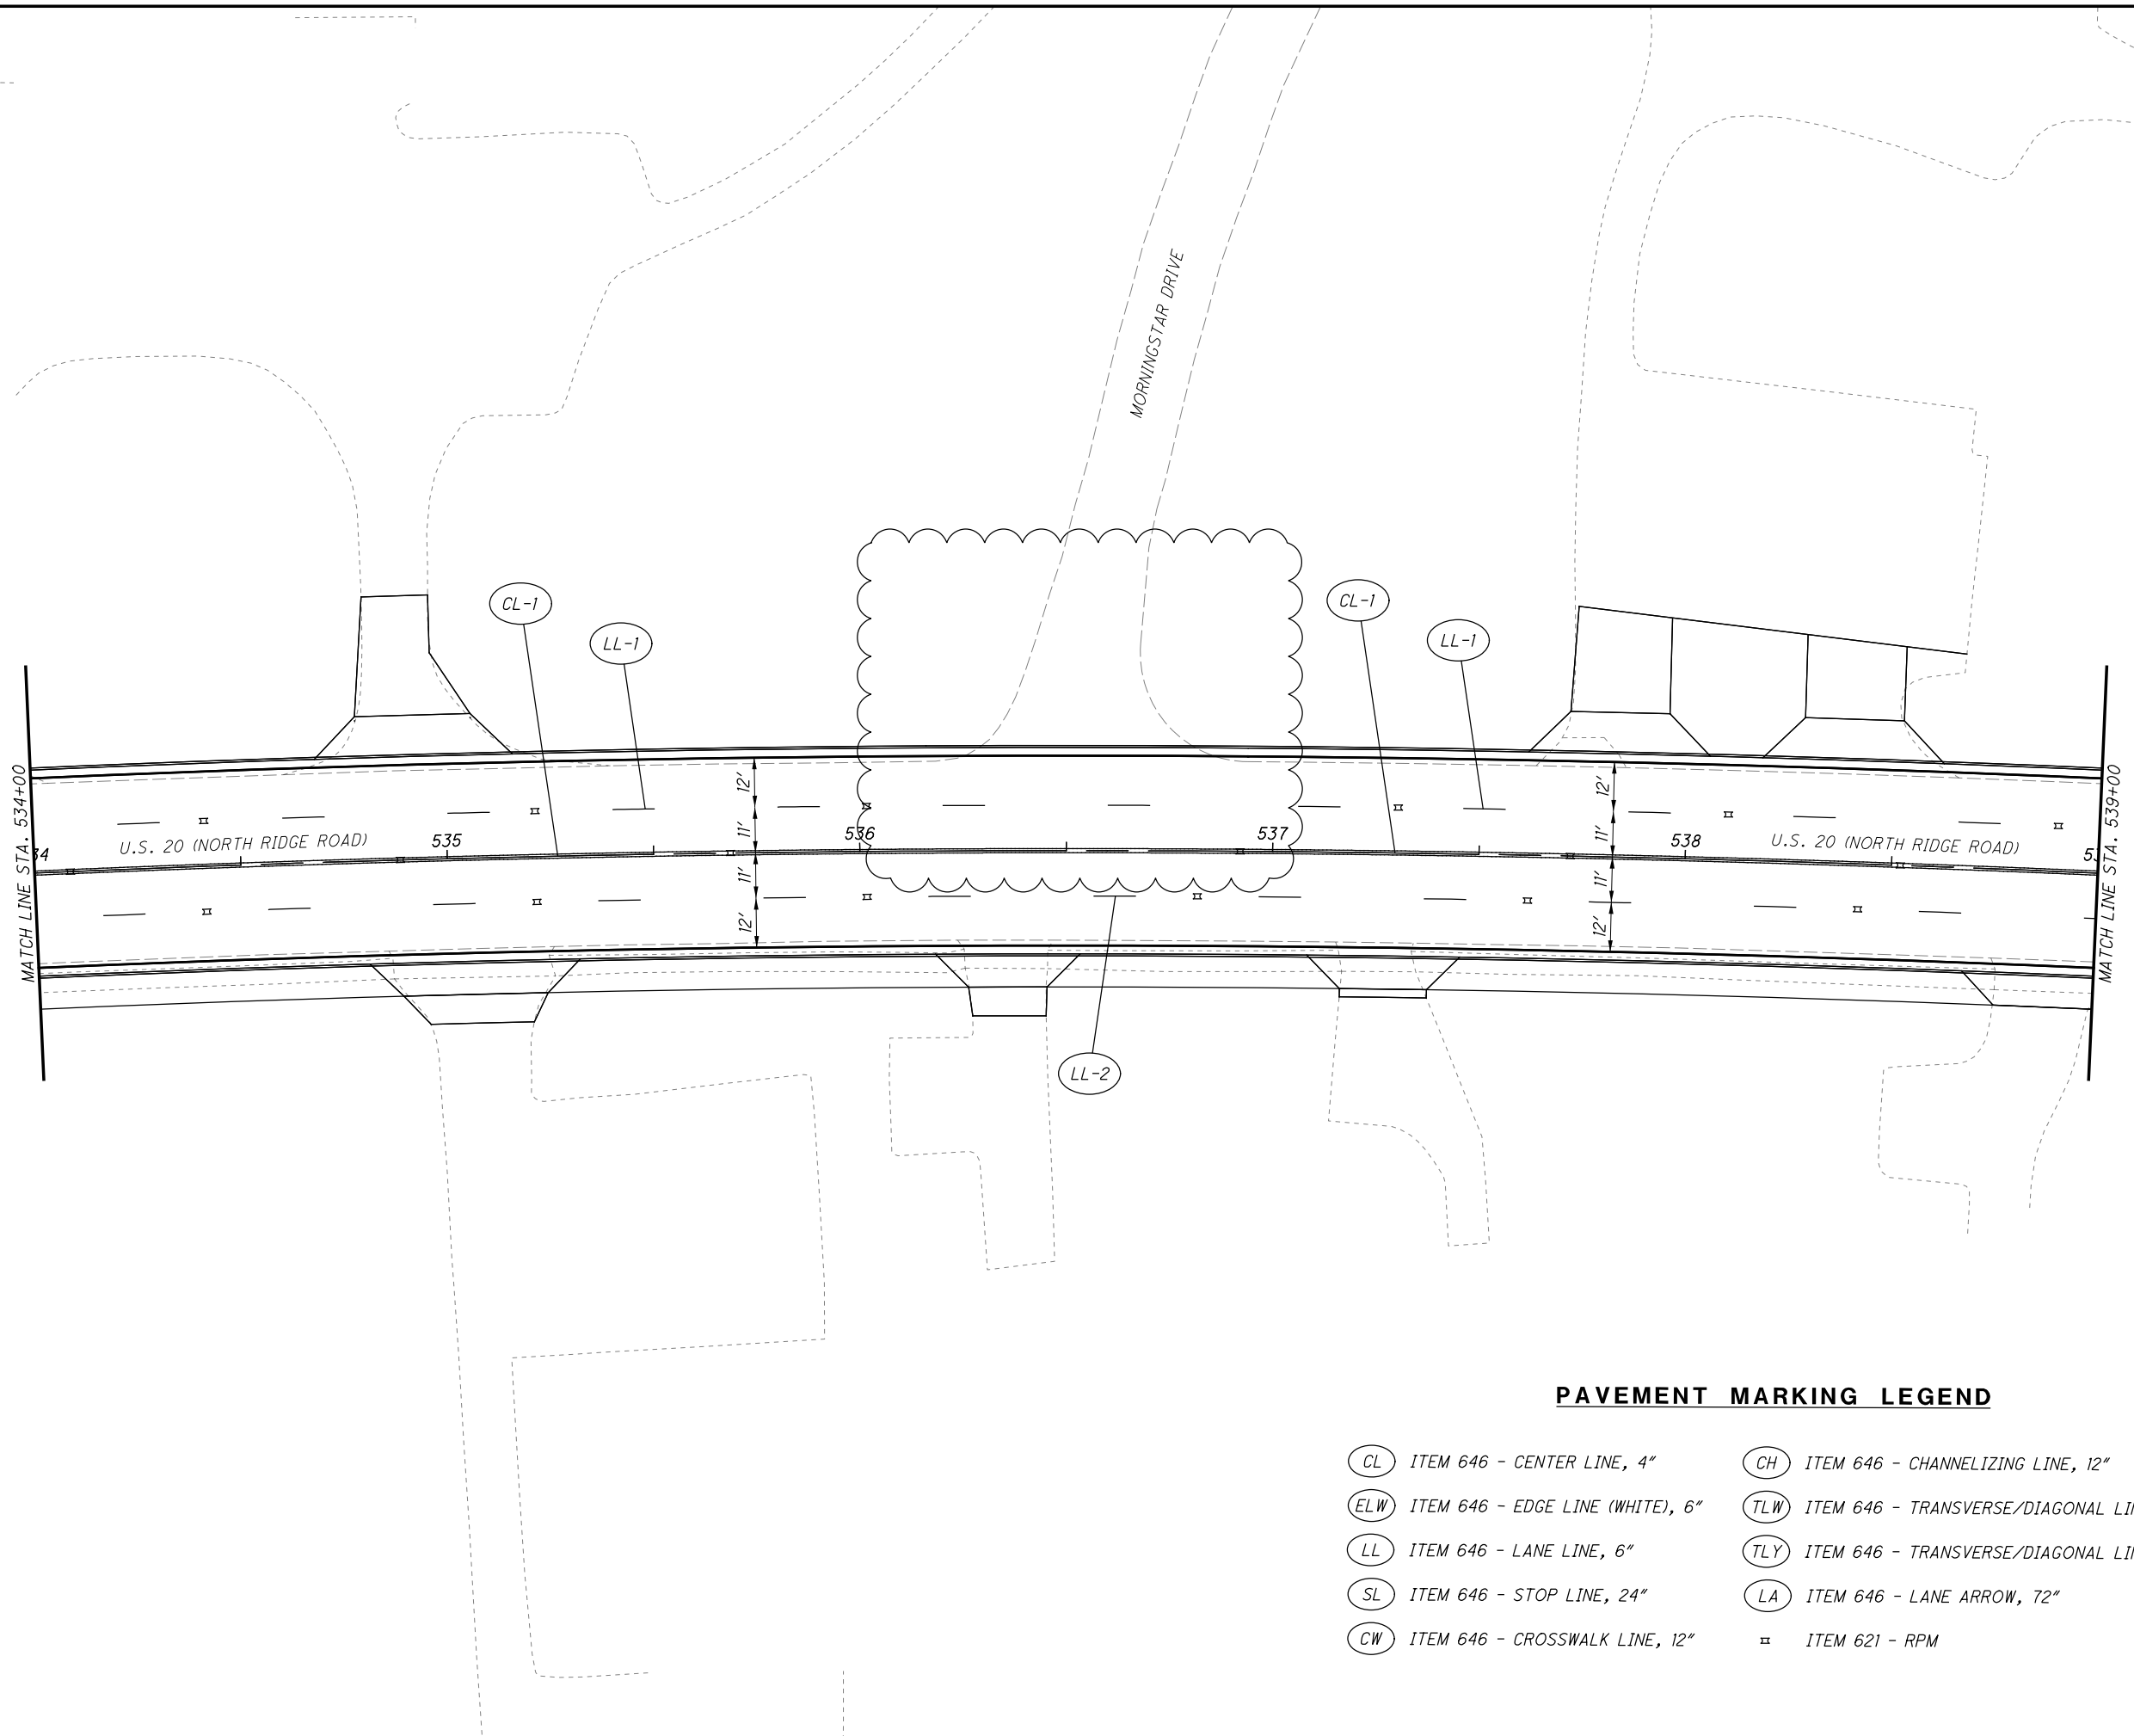 MORNINGSTAR DRIVE
CL-1
LL-1
CL-1
LL-1
MATCH LINE STA. 534+00
34
U.S. 20 (NORTH RIDGE ROAD)
535
12'
11'
11'
12'
536
537
12'
11'
11'
12'
538
U.S. 20 (NORTH RIDGE ROAD)
MATCH LINE STA. 539+00
LL-2
PAVEMENT MARKING LEGEND
CL ITEM 646 - CENTER LINE, 4"
ELW ITEM 646 - EDGE LINE (WHITE), 6"
LL ITEM 646 - LANE LINE, 6"
SL ITEM 646 - STOP LINE, 24"
CW ITEM 646 - CROSSWALK LINE, 12"
CH ITEM 646 - CHANNELIZING LINE, 12"
TLW ITEM 646 - TRANSVERSE/DIAGONAL
TLY ITEM 646 - TRANSVERSE/DIAGONAL
LA ITEM 646 - LANE ARROW, 72"
ITEM 621 - RPM